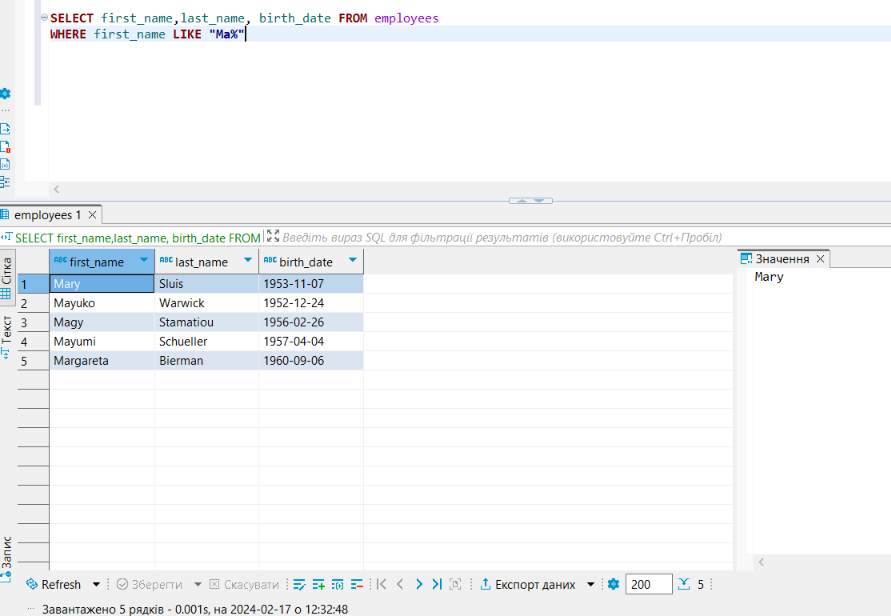 SELECT first_name,last_name, birth_date FROM employees
WHERE first_name LIKE "Ma%"
employees 1
SELECT first_name,last_name, birth_date FROM
Введіть вираз SQL для фільтрації результатів (використовуйте Ctrl+Пробіл)
Сітка
Текст
Запис
ABC first_name ABC last_name ABC birth_date
1 Mary Sluis 1953-11-07
2 Mayuko Warwick 1952-12-24
3 Magy Stamatiou 1956-02-26
4 Mayumi Schueller 1957-04-04
5 Margareta Bierman 1960-09-06
Значення
Mary
Refresh Зберегти Скасувати Експорт даних 200 5
Завантажено 5 рядків - 0.001s, на 2024-02-17 о 12:32:48